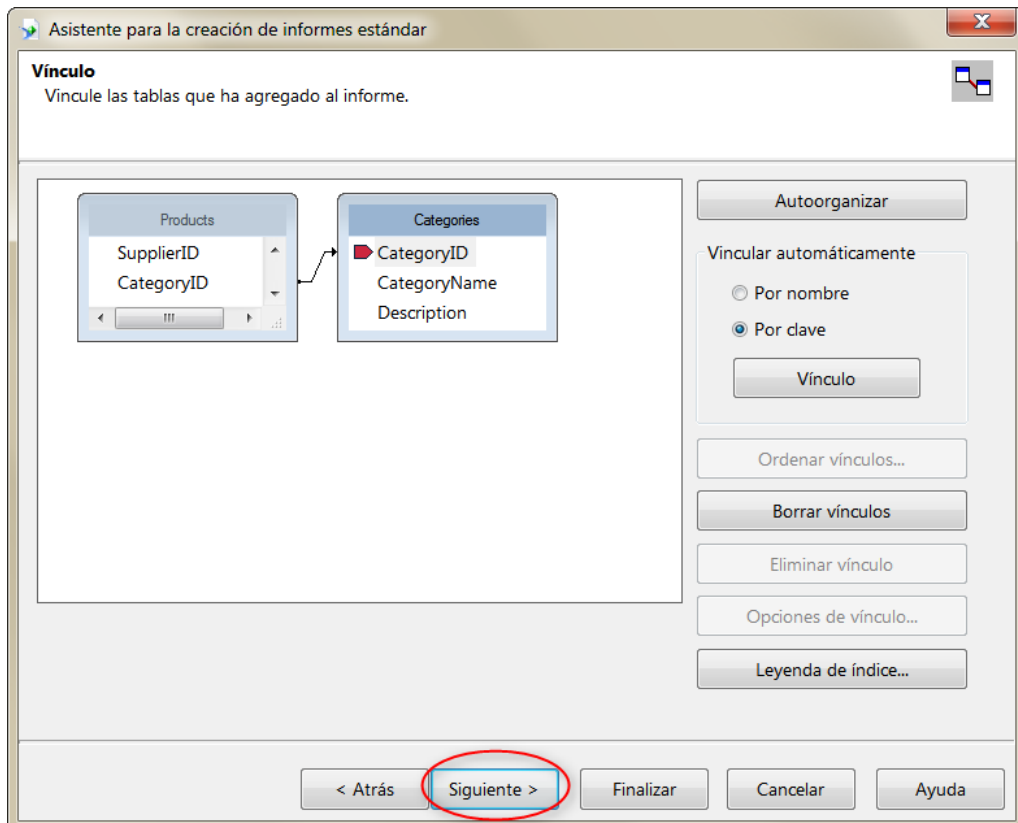 Asistente para la creación de informes estándar
Vínculo
Vincule las tablas que ha agregado al informe.
Products
SupplierID
CategoryID
Categories
CategoryID
CategoryName
Description
Autoorganizar
Vincular automáticamente
Por nombre
Por clave
Vínculo
Ordenar vínculos...
Borrar vínculos
Eliminar vínculo
Opciones de vínculo...
Leyenda de índice...
< Atrás
Siguiente >
Finalizar
Cancelar
Ayuda